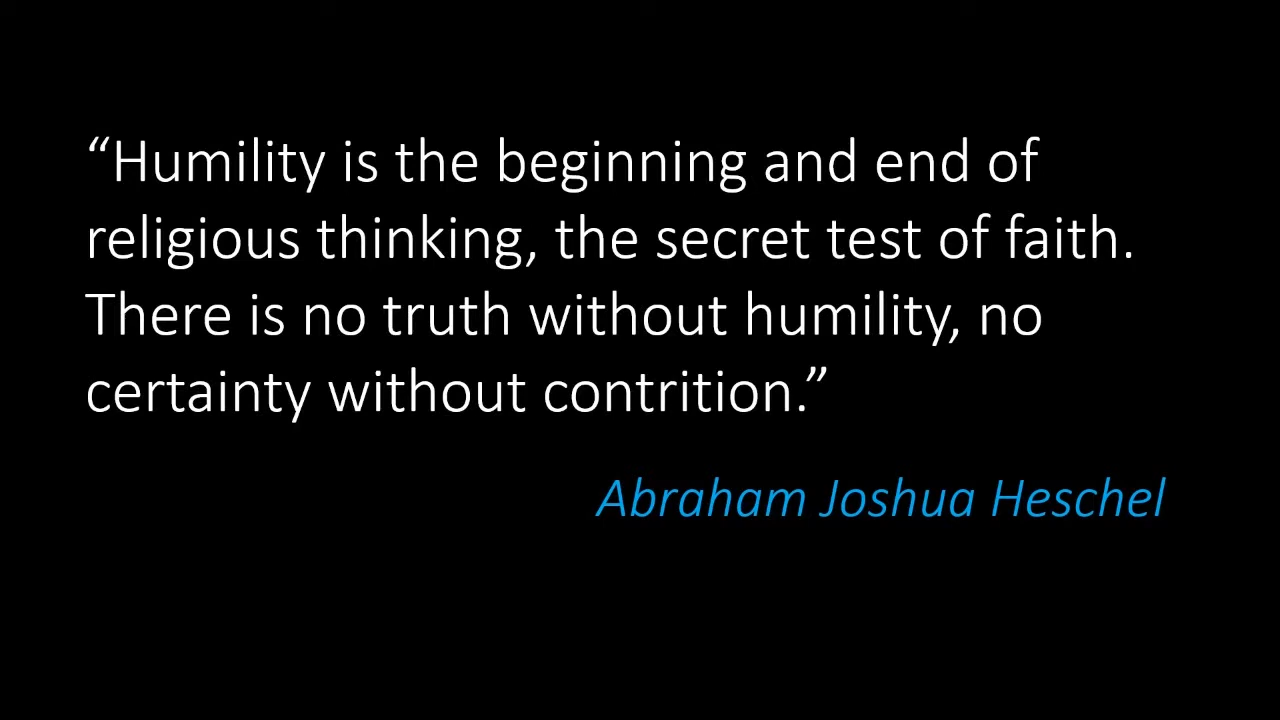 “Humility is the beginning and end of
religious thinking, the secret test of faith.
There is no truth without humility, no
certainty without contrition.”
Abraham Joshua Heschel